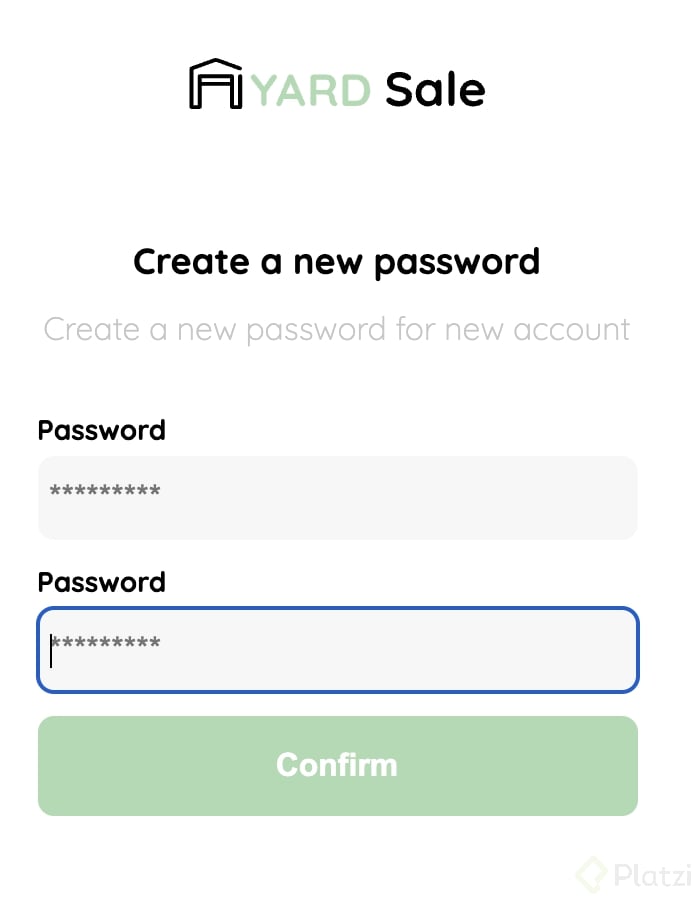 YARD Sale
Create a new password
Create a new password for new account
Password
*********
Password
*********
Confirm
Platzi